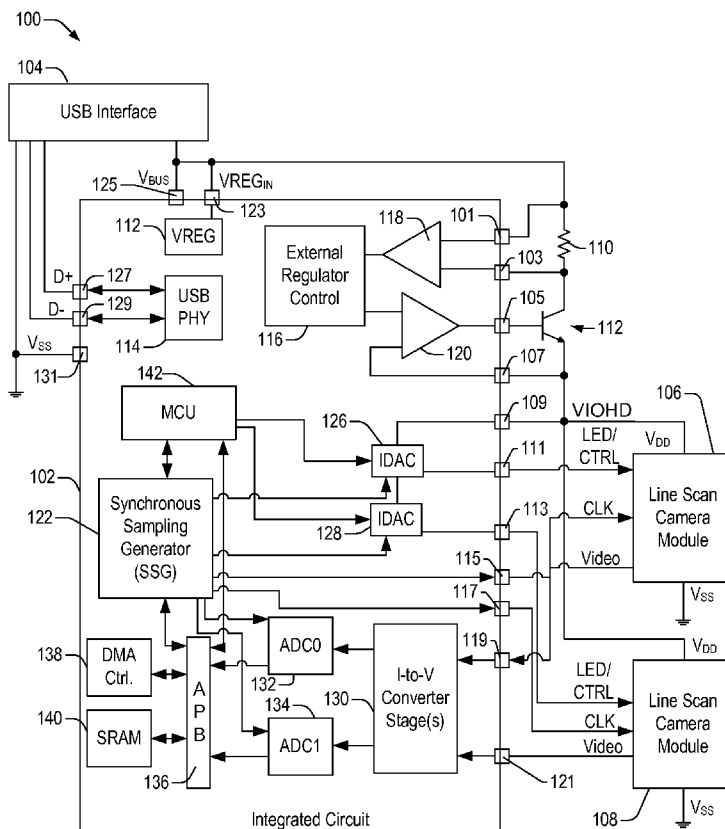 100
104
USB Interface
VBUS
VREGIN
125
123
112
VREG
118
101
110
External
Regulator
Control
103
D+
127
D-
129
USB
PHY
114
116
105
112
120
107
VSS
131
142
MCU
126
109
VIOHD
106
IDAC
111
LED/
CTRL
VDD
102
122
Synchronous
Sampling
Generator
(SSG)
IDAC
128
113
CLK
Line Scan
Camera
Module
115
Video
117
VSS
119
VDD
138
DMA
Ctrl.
ADC0
132
I-to-V
Converter
Stage(s)
130
134
LED/
CTRL
CLK
Line Scan
Camera
Module
140
SRAM
APB
136
ADC1
Video
121
108
VSS
Integrated Circuit